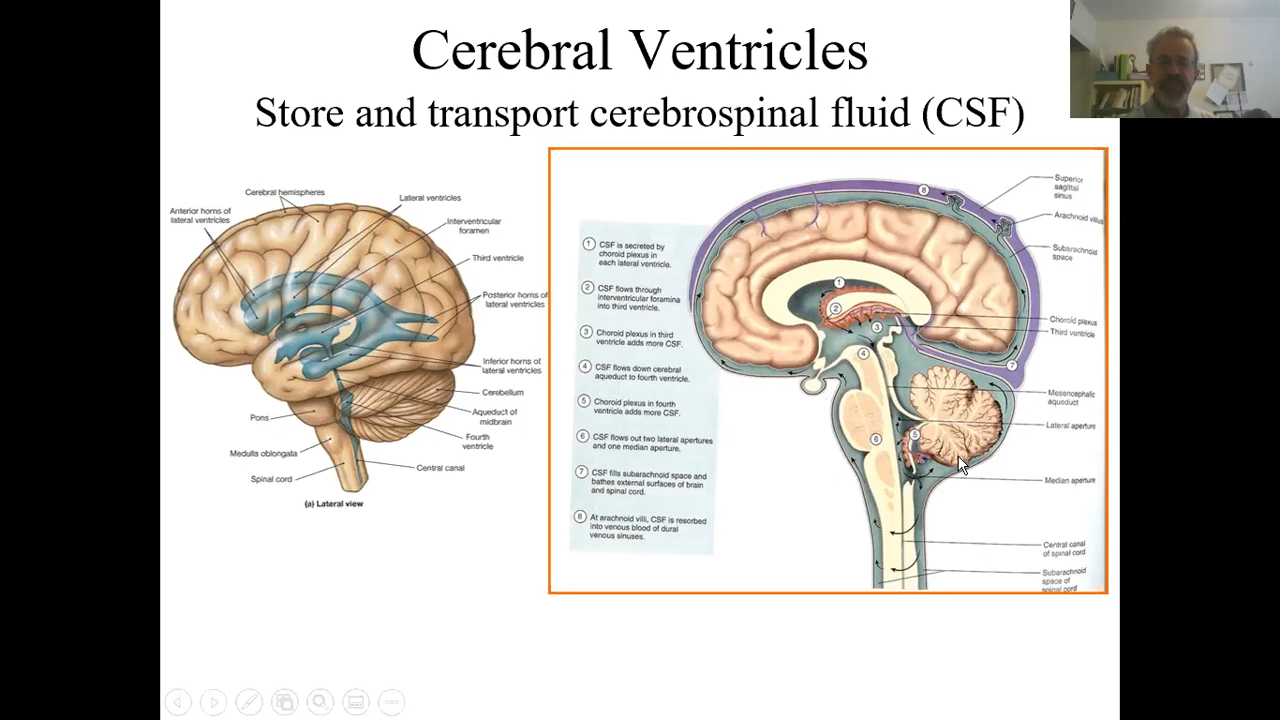 Cerebral Ventricles
Store and transport cerebrospinal fluid (CSF)
Cerebral hemispheres
Lateral ventricles
Anterior horns of
lateral ventricles
Interventricular
foramen
Third ventricle
Posterior horns of
lateral ventricles
Inferior horns of
lateral ventricles
Cerebellum
Pons
Aqueduct of
midbrain
Fourth
ventricle
Medulla oblongata
Central canal
Spinal cord
(a) Lateral view
1 CSF is secreted by
choroid plexus in
each lateral ventricle.
2 CSF flows through
interventricular foramina
into third ventricle.
3 Choroid plexus in third
ventricle adds more CSF.
4 CSF flows down cerebral
aqueduct to fourth ventricle.
5 Choroid plexus in fourth
ventricle adds more CSF.
6 CSF flows out two lateral apertures
and one median aperture.
7 CSF fills subarachnoid space and
bathes external surfaces of brain
and spinal cord.
8 At arachnoid villi, CSF is resorbed
into venous blood of dural
venous sinuses.
8
1
2
3
4
5
6
7
Superior
sagittal
sinus
Arachnoid villus
Subarachnoid
space
Choroid plexus
Third ventricle
Mesencephalic
aqueduct
Lateral aperture
Median aperture
Central canal
of spinal cord
Subarachnoid
space of
spinal cord